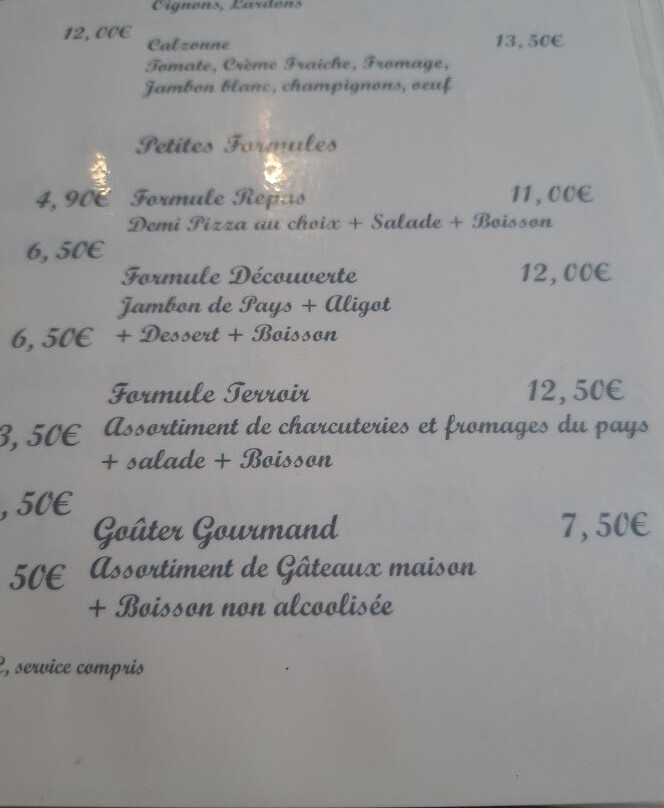 Oignons, Lardons
12,00€
Calzonne 13,50€
Tomate, Crème Fraiche, Fromage,
Jambon blanc, champignons, oeuf
Petites Formules
4,90€ Formule Repas 11,00€
Demi Pizza au choix + Salade + Boisson
6,50€
Formule Découverte 12,00€
Jambon de Pays + Aligot
6,50€ + Dessert + Boisson
Formule Terroir 12,50€
3,50€ Assortiment de charcuteries et fromages du pays
+ salade + Boisson
,50€
Goûter Gourmand 7,50€
50€ Assortiment de Gâteaux maison
+ Boisson non alcoolisée
, service compris